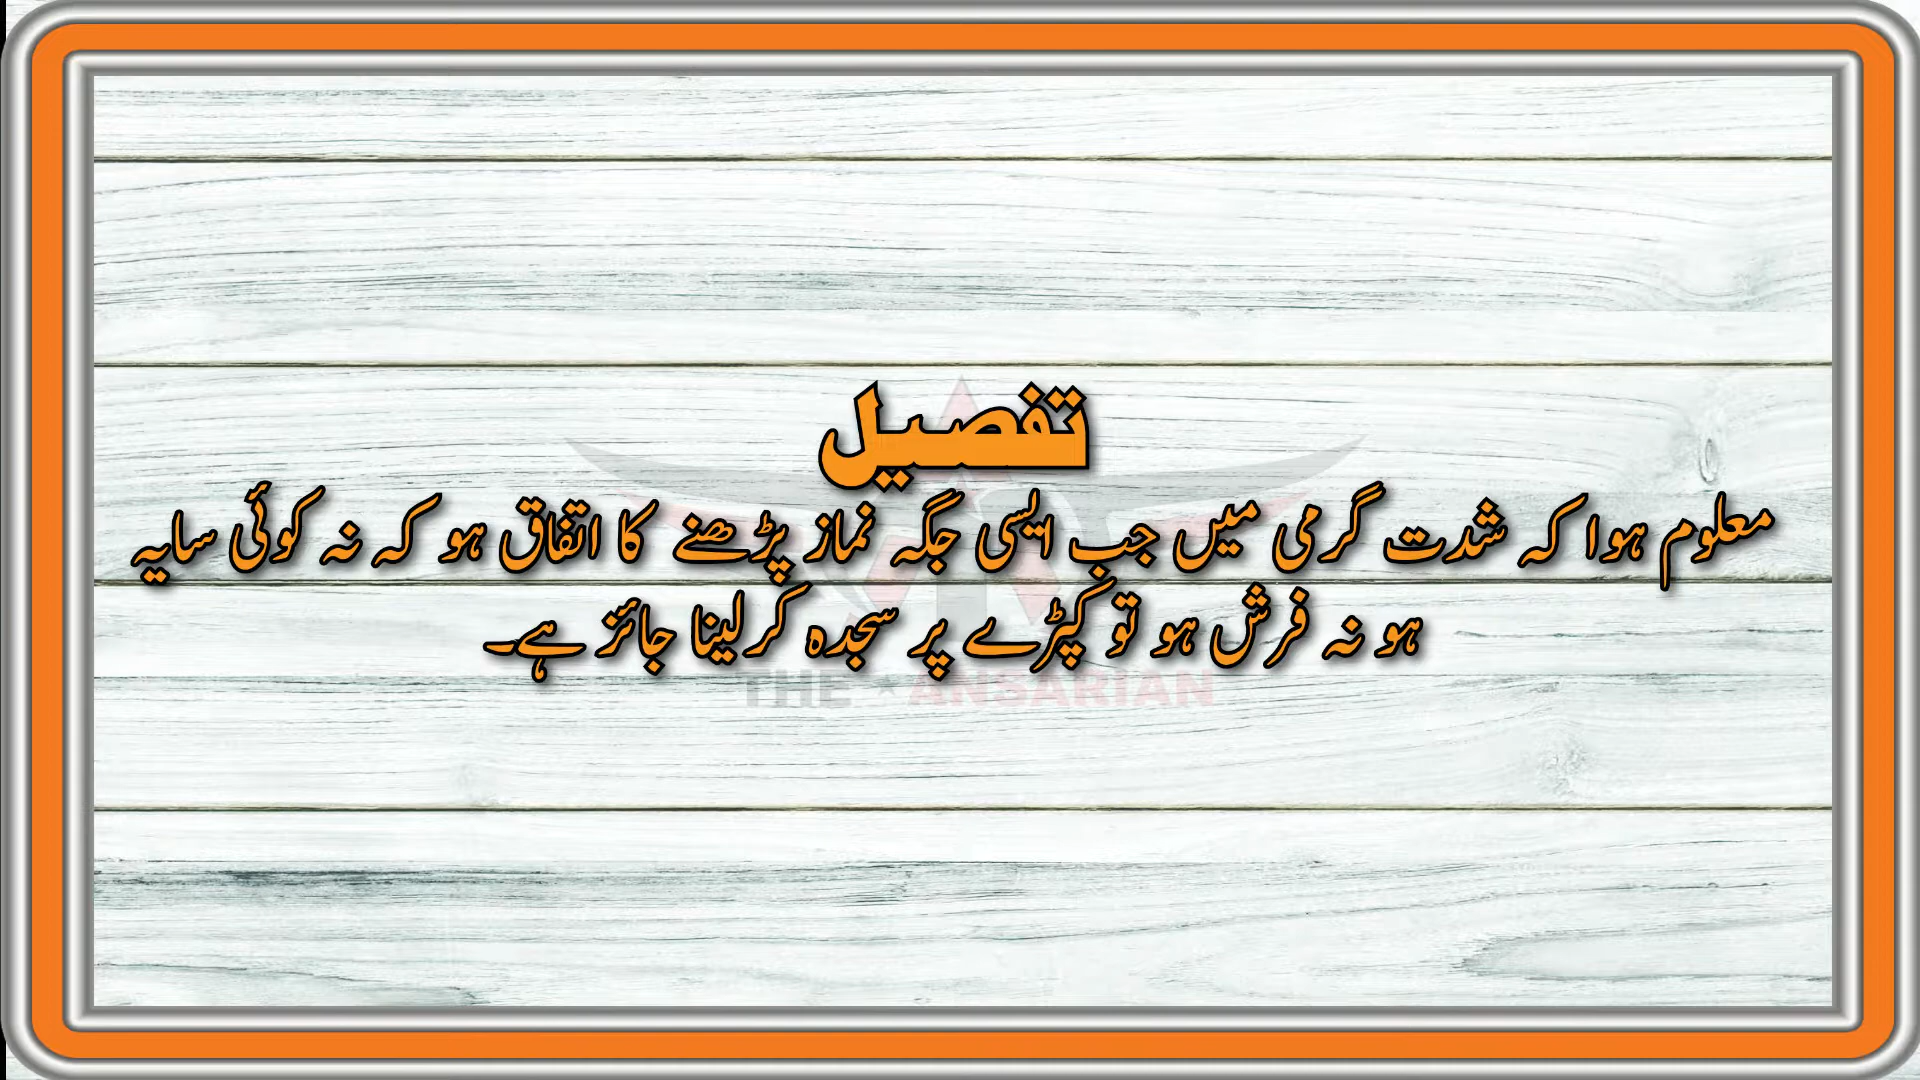 تفصیل
معلوم ہوا کہ شدت گرمی میں جب ایسی جگہ نماز پڑھنے کا اتفاق ہو کہ نہ کوئی سایہ
ہو نہ فرش ہو تو کپڑے پر سجدہ کرلینا جائز ہے۔
THE ★ ANSARIAN